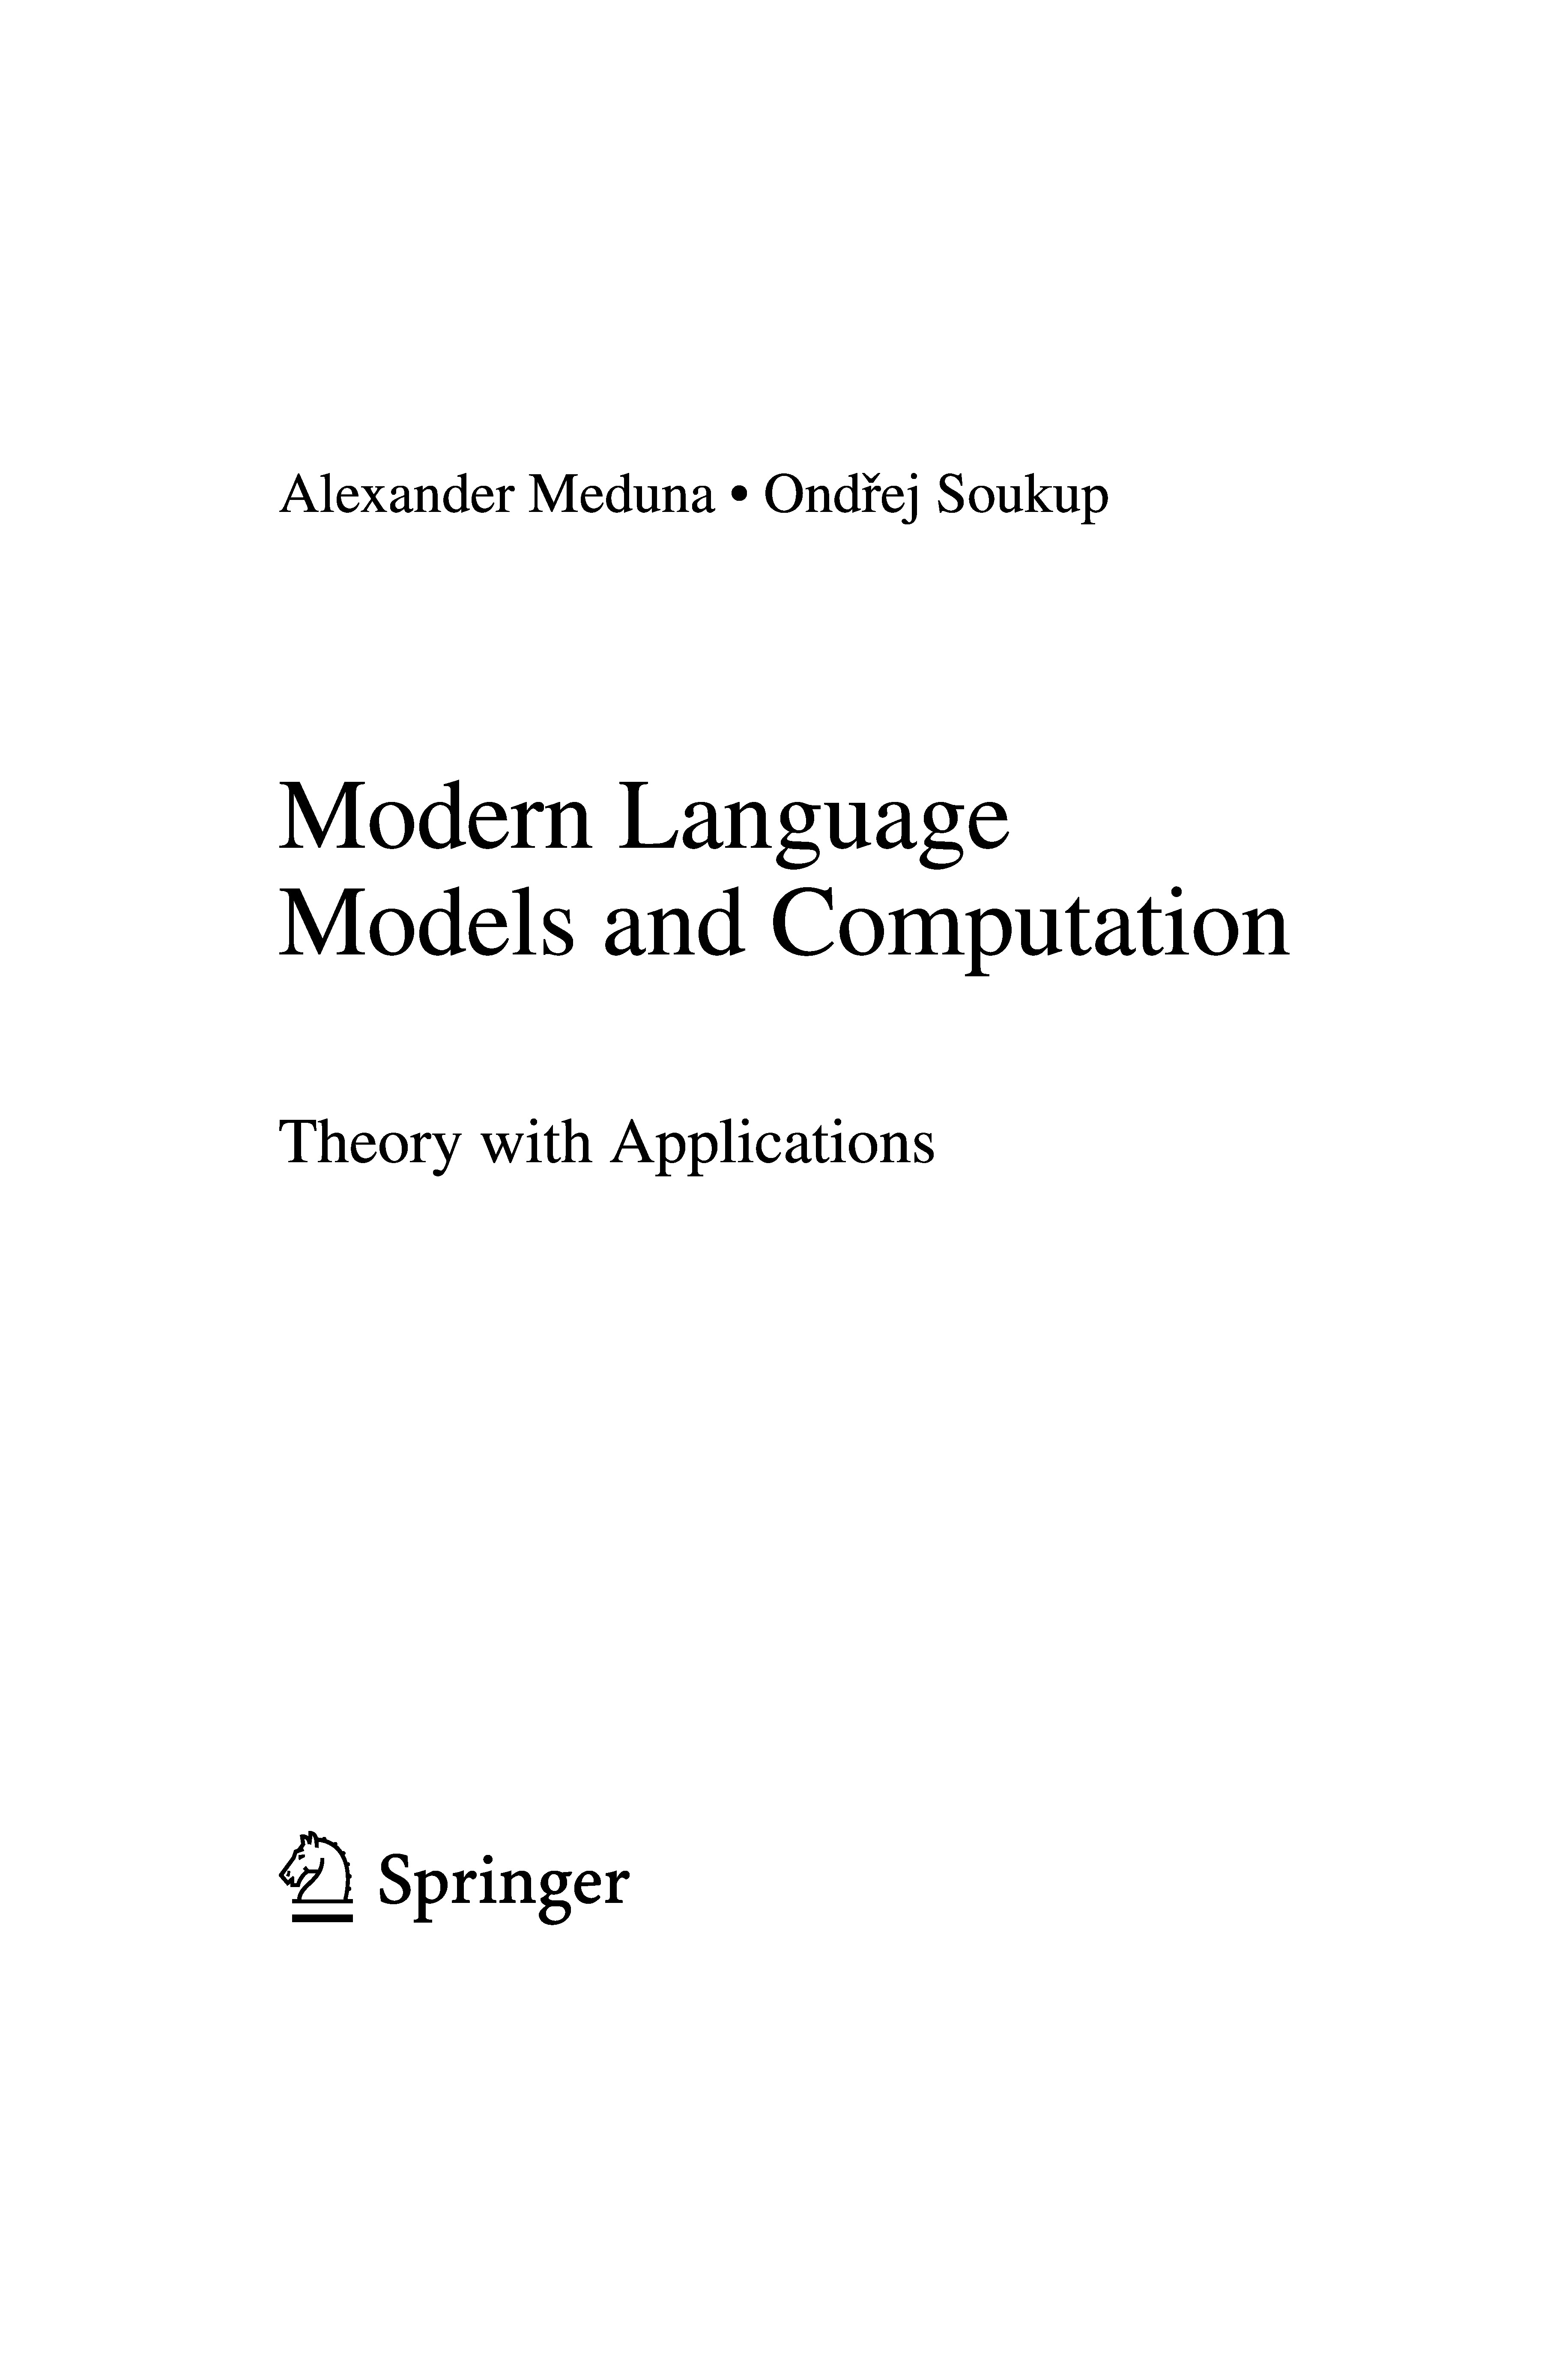 Alexander Meduna • Ondřej Soukup
Modern Language
Models and Computation
Theory with Applications
Springer